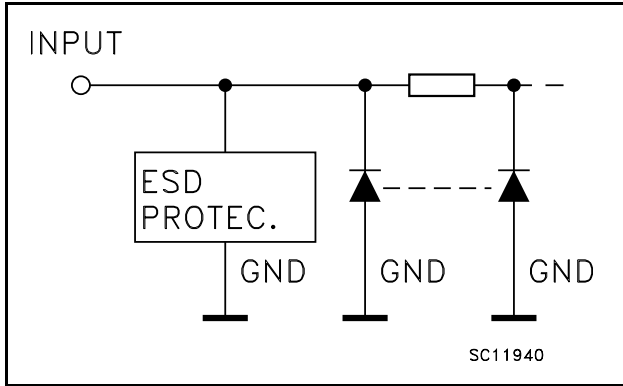 INPUT
ESD
PROTEC.
GND
GND
GND
SC11940